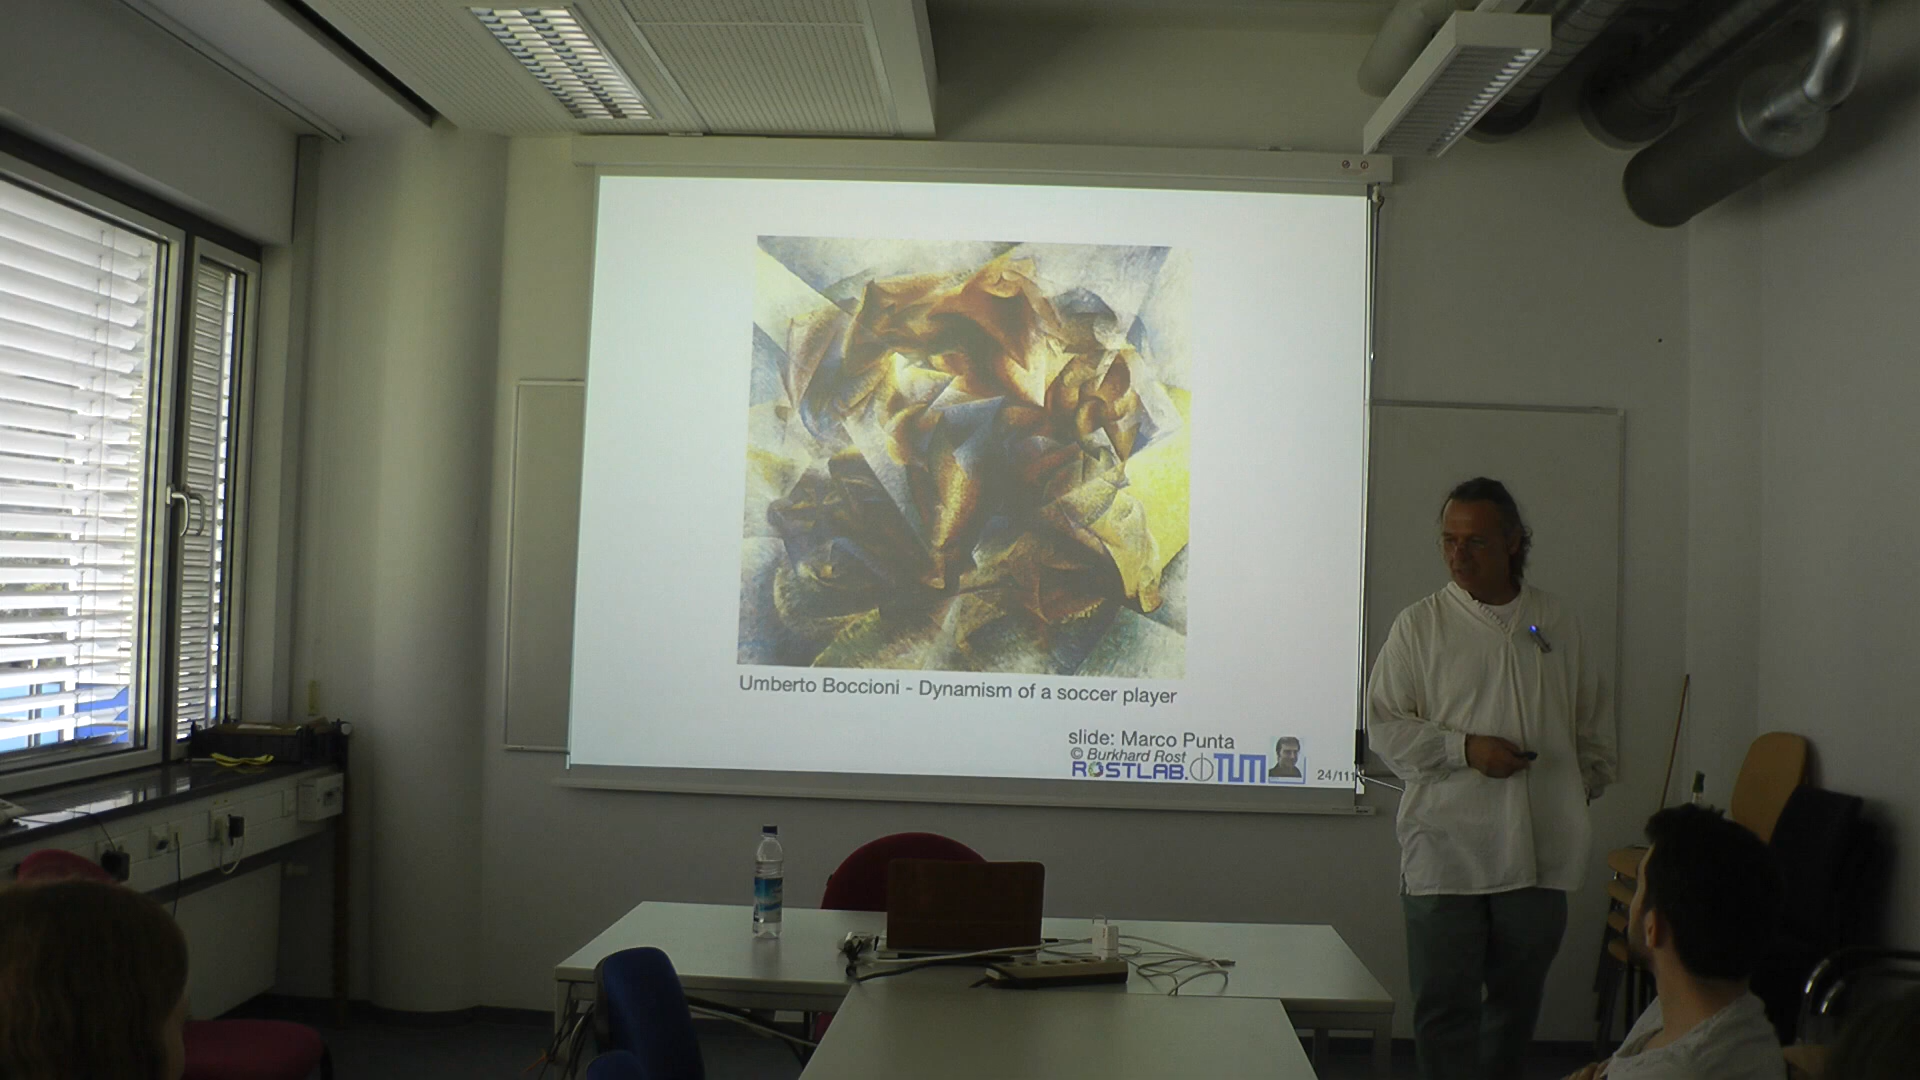 Umberto Boccioni - Dynamism of a soccer player
slide: Marco Punta
© Burkhard Rost
ROSTLAB.
TUM
24/111